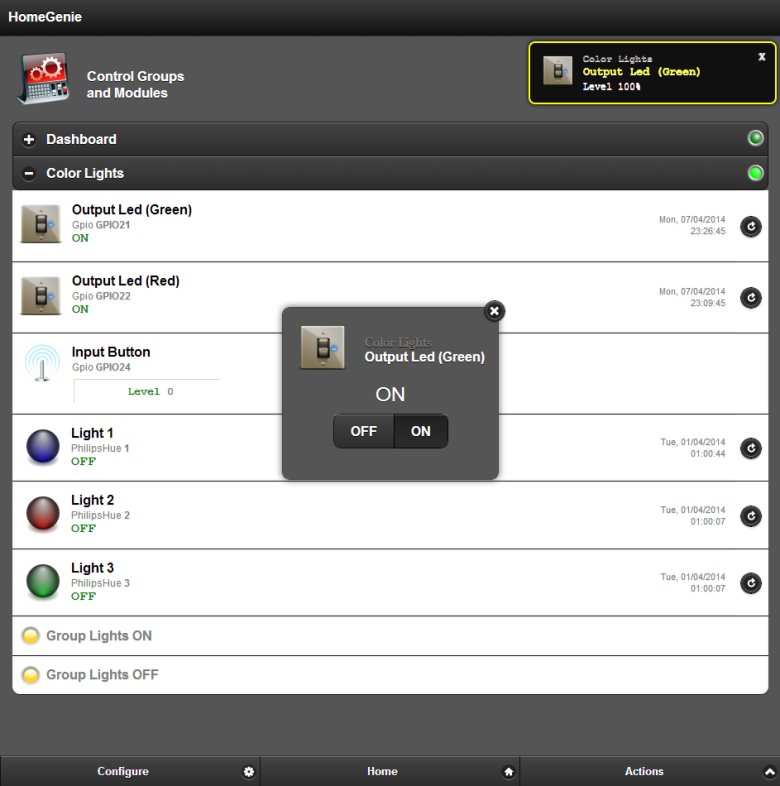 HomeGenie
Control Groups
and Modules
Color Lights
X
Output Led (Green)
Level 100%
Dashboard
Color Lights
Output Led (Green)
Gpio GPIO21
ON
Mon, 07/04/2014
23:26:45
Output Led (Red)
Gpio GPIO22
ON
Mon, 07/04/2014
23:09:45
Input Button
Gpio GPIO24
Level 0
Color Lights
Output Led (Green)
ON
OFF ON
Light 1
PhilipsHue 1
OFF
Tue, 01/04/2014
01:00:44
Light 2
PhilipsHue 2
OFF
Tue, 01/04/2014
01:00:07
Light 3
PhilipsHue 3
OFF
Tue, 01/04/2014
01:00:07
Group Lights ON
Group Lights OFF
Configure Home Actions